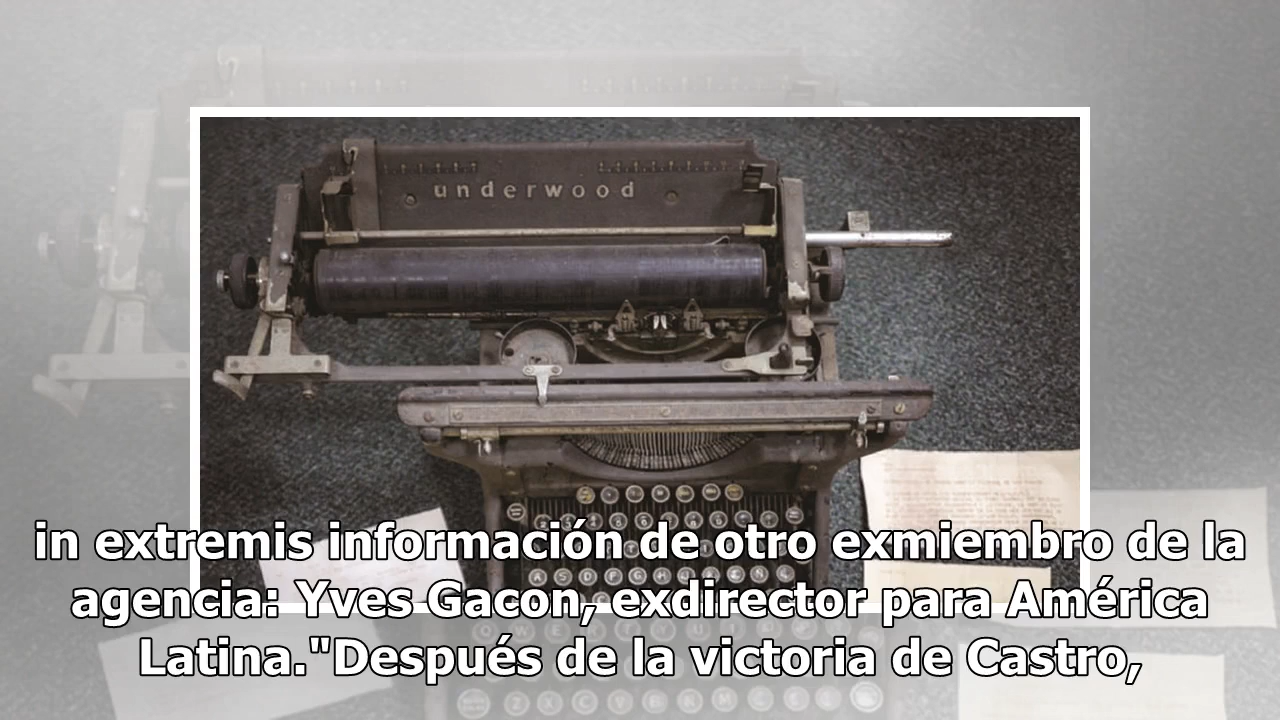 underwood
in extremis información de otro exmiembro de la
agencia: Yves Gacon, exdirector para América
Latina."Después de la victoria de Castro,